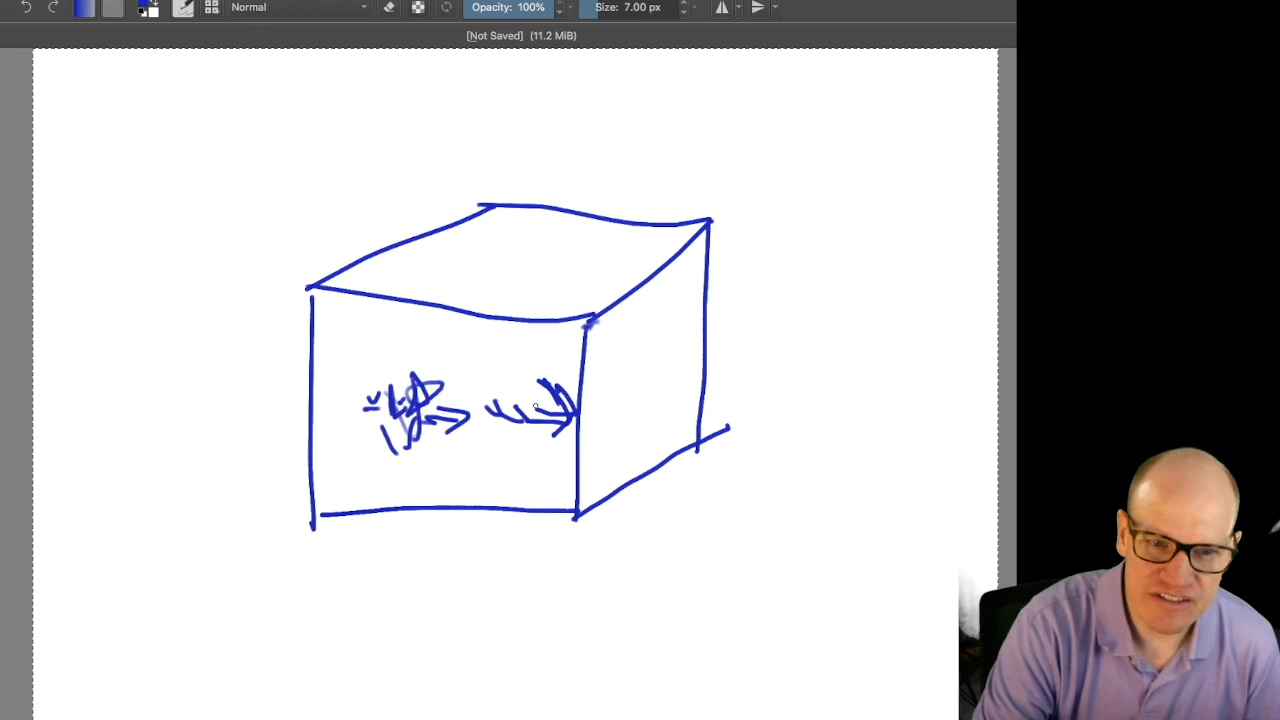 Normal Opacity: 100% Size: 7.00 px
[Not Saved] (11.2 MiB)